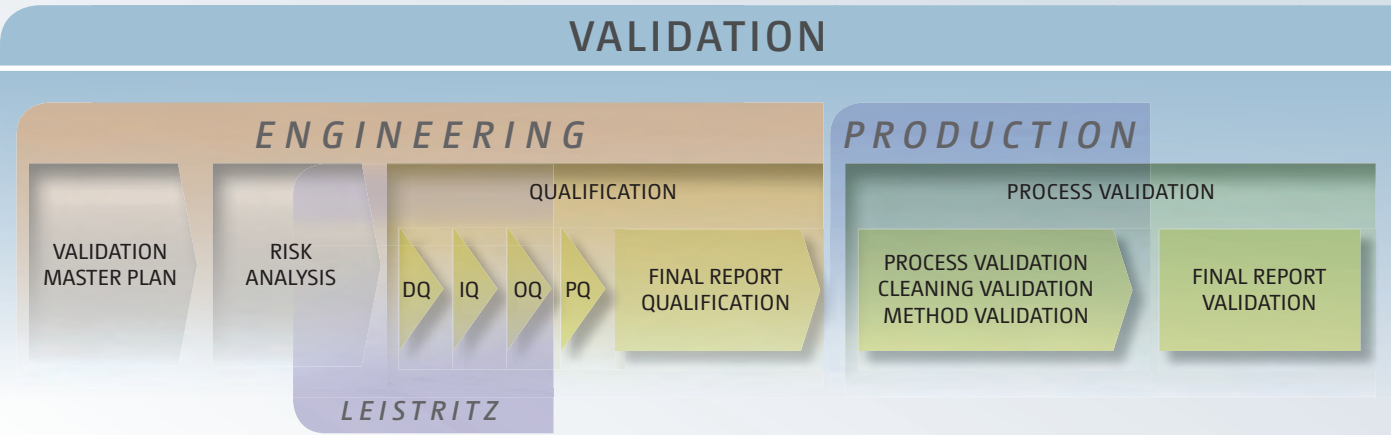 VALIDATION
ENGINEERING
PRODUCTION
QUALIFICATION
PROCESS VALIDATION
VALIDATION
MASTER PLAN
RISK
ANALYSIS
DQ
IQ
OQ
PQ
FINAL REPORT
QUALIFICATION
PROCESS VALIDATION
CLEANING VALIDATION
METHOD VALIDATION
FINAL REPORT
VALIDATION
LEISTRITZ